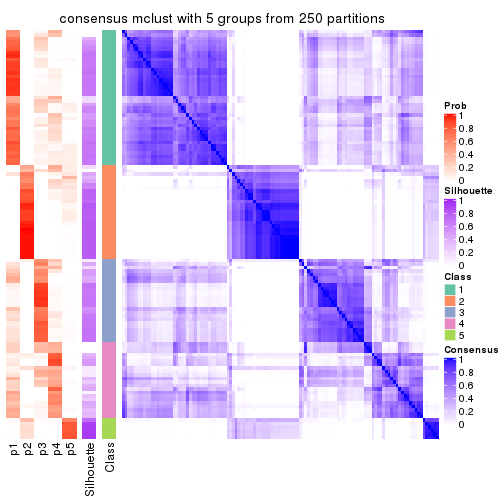 consensus mclust with 5 groups from 250 partitions
Prob
1
0.8
0.6
0.4
0.2
0
Silhouette
1
0.8
0.6
0.4
0.2
0
Class
1
2
3
4
5
Consensus
1
0.8
0.6
0.4
0.2
0
p1
p2
p3
p4
p5
Silhouette
Class